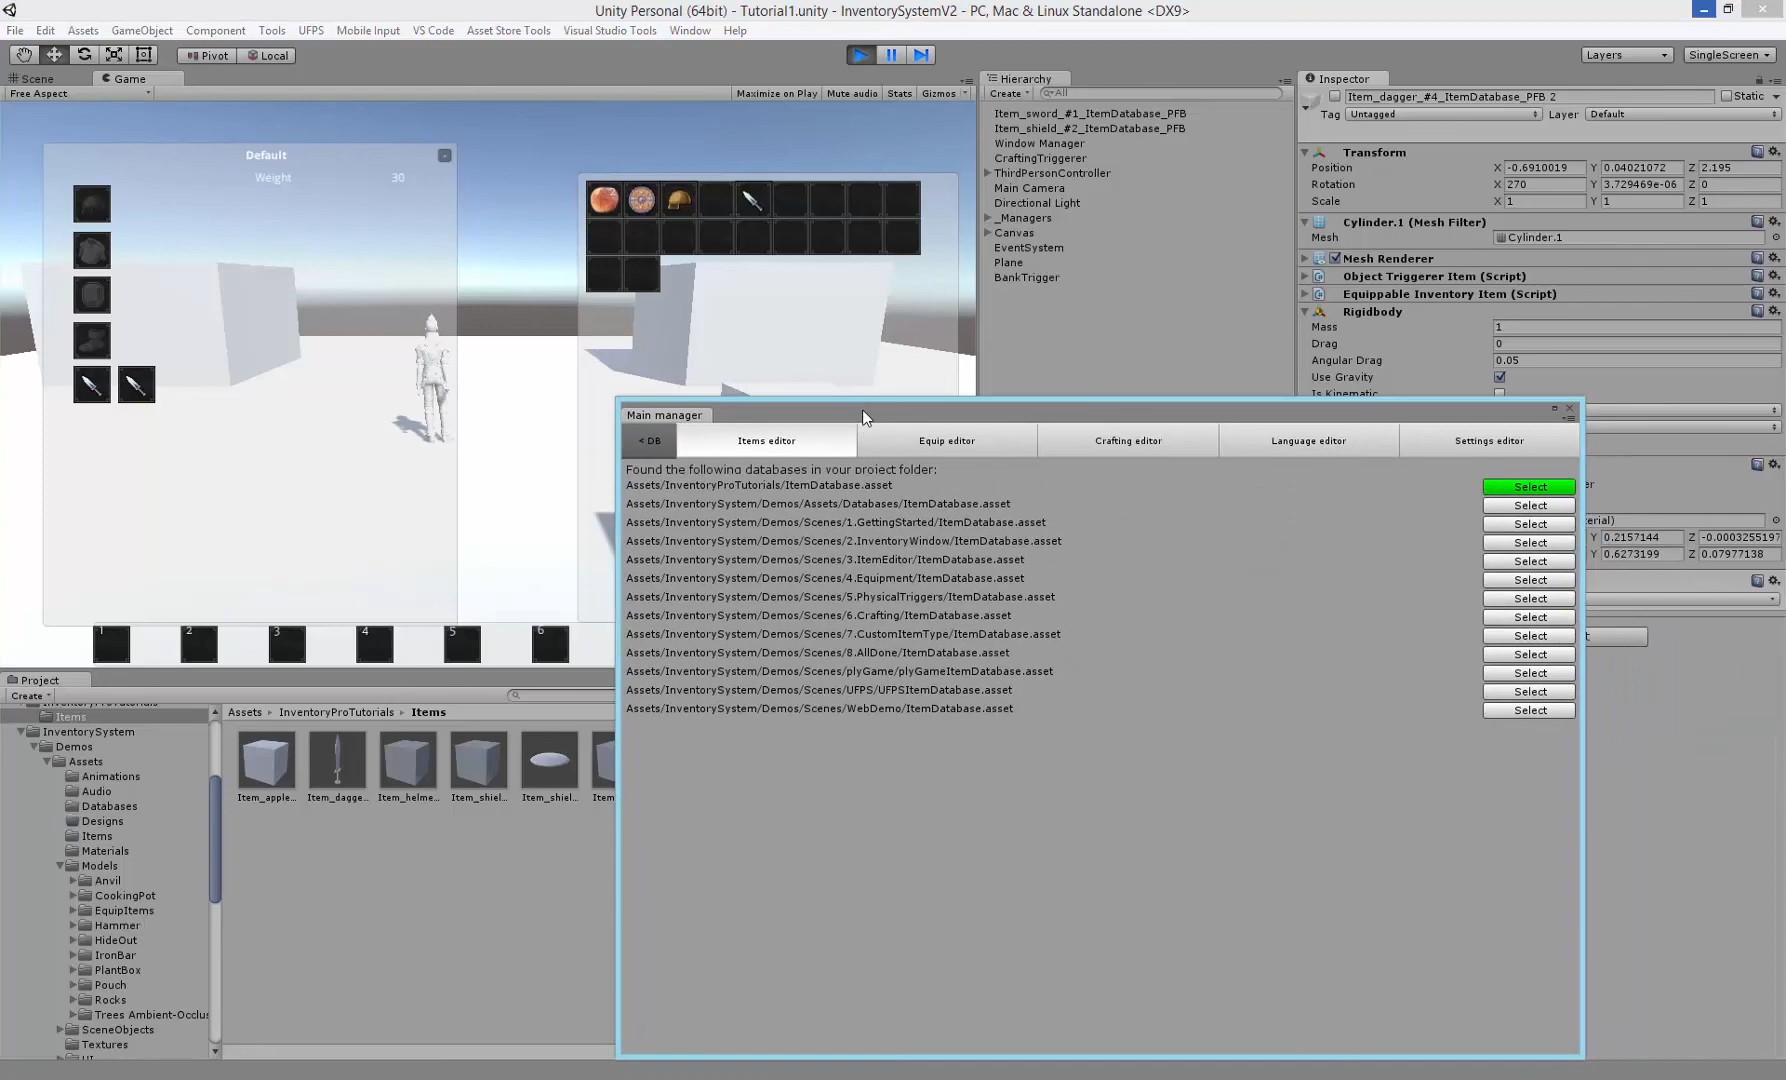 Unity Personal (64bit) - Tutorial1.unity - InventorySystemV2 - PC, Mac & Linux Standalone <DX9>
File Edit Assets GameObject Component Tools UFPS Mobile Input VS Code Asset Store Tools Visual Studio Tools Window Help
Pivot Local Layers SingleScreen
Scene Game
Free Aspect Maximize on Play Mute audio Stats Gizmos
Default
Weight 30
1 2 3 4 5 6
Hierarchy
Create All
Item_sword_#1_ItemDatabase_PFB
Item_shield_#2_ItemDatabase_PFB
Window Manager
CraftingTriggerer
ThirdPersonController
Main Camera
Directional Light
_Managers
Canvas
EventSystem
Plane
BankTrigger
Inspector
Item_dagger_#4_ItemDatabase_PFB 2 Static
Tag Untagged Layer Default
Transform
Position X -0.6910019 Y 0.04021072 Z 2.195
Rotation X 270 Y 3.729469e-06 Z 0
Scale X 1 Y 1 Z 1
Cylinder.1 (Mesh Filter)
Mesh Cylinder.1
Mesh Renderer
Object Triggerer Item (Script)
Equippable Inventory Item (Script)
Rigidbody
Mass 1
Drag 0
Angular Drag 0.05
Use Gravity
Is Kinematic
erial)
Y 0.2157144 Z -0.0003255197
Y 0.6273199 Z 0.07977138
Main manager
< DB Items editor Equip editor Crafting editor Language editor Settings editor
Found the following databases in your project folder:
Assets/InventoryProTutorials/ItemDatabase.asset Select
Assets/InventorySystem/Demos/Assets/Databases/ItemDatabase.asset Select
Assets/InventorySystem/Demos/Scenes/1.GettingStarted/ItemDatabase.asset Select
Assets/InventorySystem/Demos/Scenes/2.InventoryWindow/ItemDatabase.asset Select
Assets/InventorySystem/Demos/Scenes/3.ItemEditor/ItemDatabase.asset Select
Assets/InventorySystem/Demos/Scenes/4.Equipment/ItemDatabase.asset Select
Assets/InventorySystem/Demos/Scenes/5.PhysicalTriggers/ItemDatabase.asset Select
Assets/InventorySystem/Demos/Scenes/6.Crafting/ItemDatabase.asset Select
Assets/InventorySystem/Demos/Scenes/7.CustomItemType/ItemDatabase.asset Select
Assets/InventorySystem/Demos/Scenes/8.AllDone/ItemDatabase.asset Select
Assets/InventorySystem/Demos/Scenes/plyGame/plyGameItemDatabase.asset Select
Assets/InventorySystem/Demos/Scenes/UFPS/UFPSItemDatabase.asset Select
Assets/InventorySystem/Demos/Scenes/WebDemo/ItemDatabase.asset Select
Project
Create
InventoryProTutorials
Items
InventorySystem
Demos
Assets
Animations
Audio
Databases
Designs
Items
Materials
Models
Anvil
CookingPot
EquipItems
Hammer
HideOut
IronBar
PlantBox
Pouch
Rocks
Trees Ambient-Occlus
SceneObjects
Textures
UI
Assets InventoryProTutorials Items
Item_apple... Item_dagge... Item_helme... Item_shiel... Item_shiel... Item_